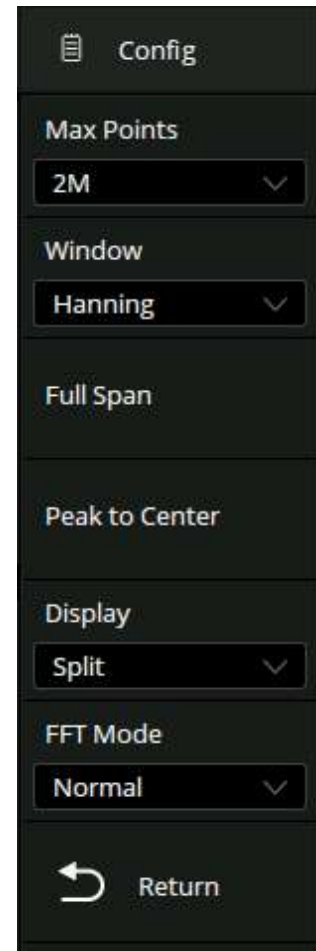 Config
Max Points
2M
Window
Hanning
Full Span
Peak to Center
Display
Split
FFT Mode
Normal
Return